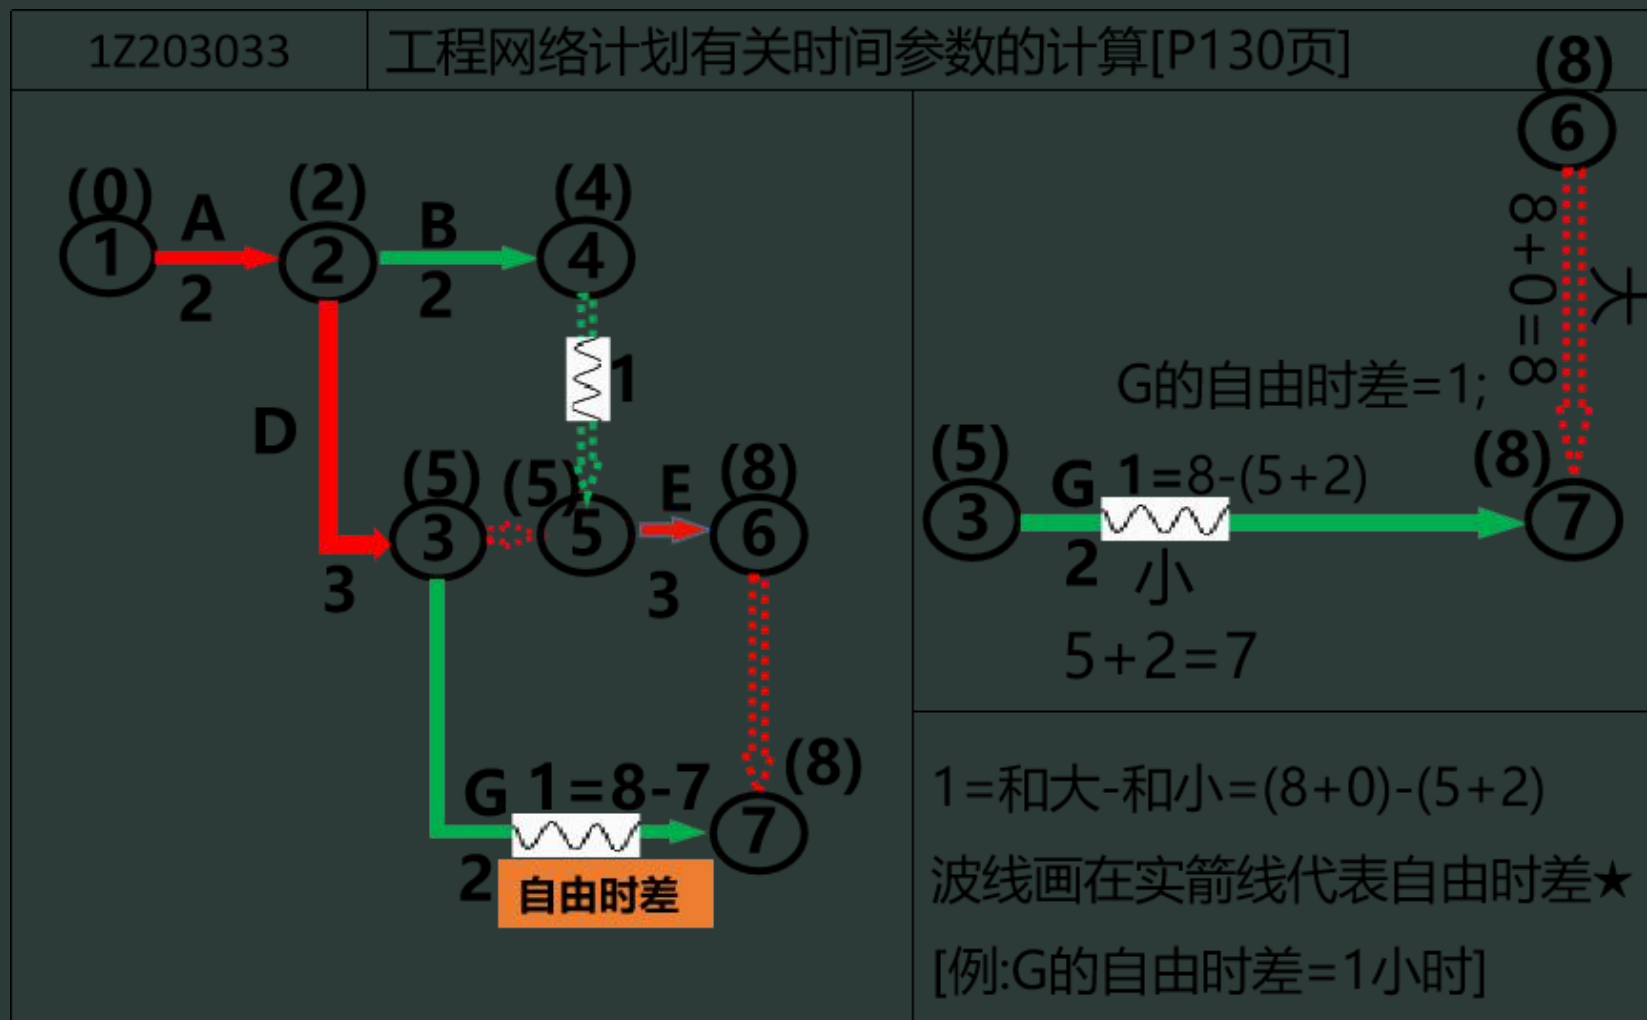 1Z203033
工程网络计划有关时间参数的计算[P130页]
(0)
1
A
2
(2)
2
B
2
(4)
4
1
D
3
(5)
3
(5)
5
E
3
(8)
6
G
1=8-7
2
自由时差
(8)
7
(8)
6
8+0=8
大
G的自由时差=1;
(5)
3
G
1=8-(5+2)
2
小
5+2=7
(8)
7
1=和大-和小=(8+0)-(5+2)
波线画在实箭线代表自由时差★
[例:G的自由时差=1小时]